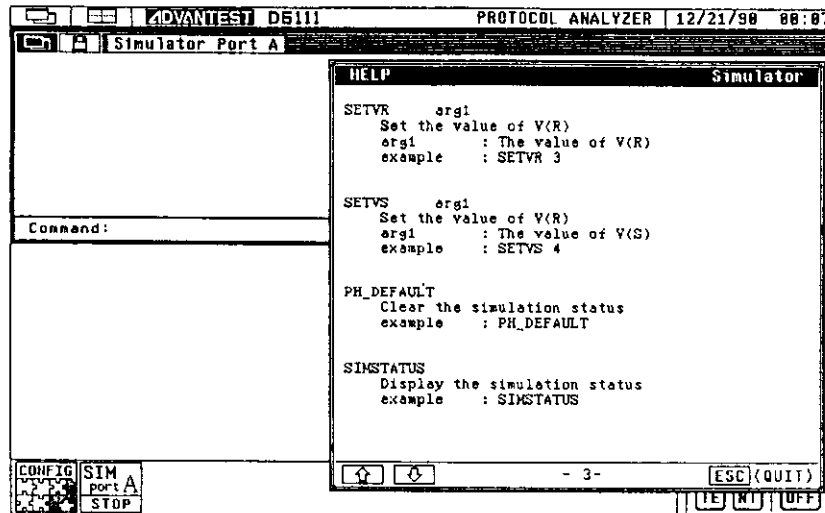 ADVANTEST D5111 PROTOCOL ANALYZER 12/21/90
Simulator Port A
HELP Simulator
SETVR arg1
Set the value of V(R)
arg1 : The value of V(R)
example : SETVR 3
SETVS arg1
Set the value of V(R)
arg1 : The value of V(S)
example : SETVS 4
Command:
PH_DEFAULT
Clear the simulation status
example : PH_DEFAULT
SIMSTATUS
Display the simulation status
example : SIMSTATUS
- 3-
ESC (QUIT)
CONFIG
SIM
port A
STOP
TE NT OFF